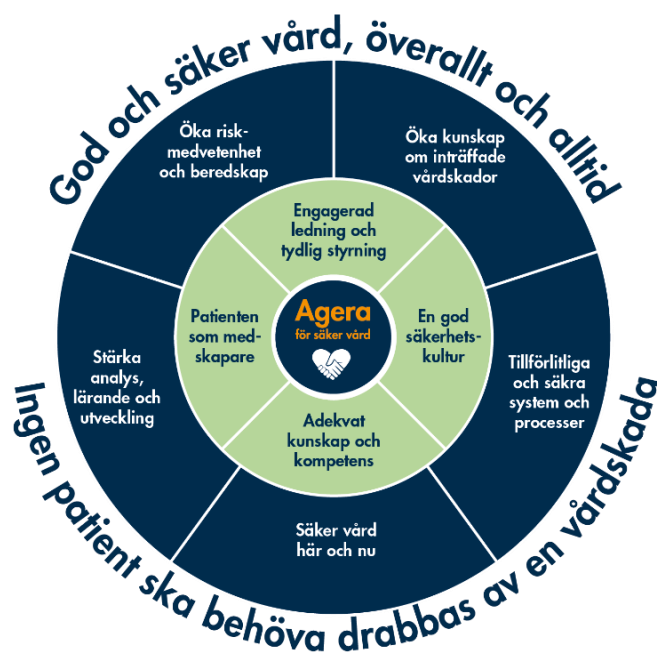 God och säker vård, överallt och alltid
Öka risk-
medvetenhet
och beredskap
Öka kunskap
om inträffade
vårdskador
Engagerad
ledning och
tydlig styrning
Patienten
som med-
skapare
Agera
för säker vård
En god
säkerhets-
kultur
Stärka
analys,
lärande och
utveckling
Tillförlitliga
och säkra
system och
processer
Adekvat
kunskap och
kompetens
Säker vård
här och nu
Ingen patient ska behöva drabbas av en vårdskada